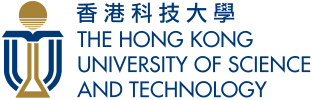 香港科技大學
THE HONG KONG
UNIVERSITY OF SCIENCE
AND TECHNOLOGY